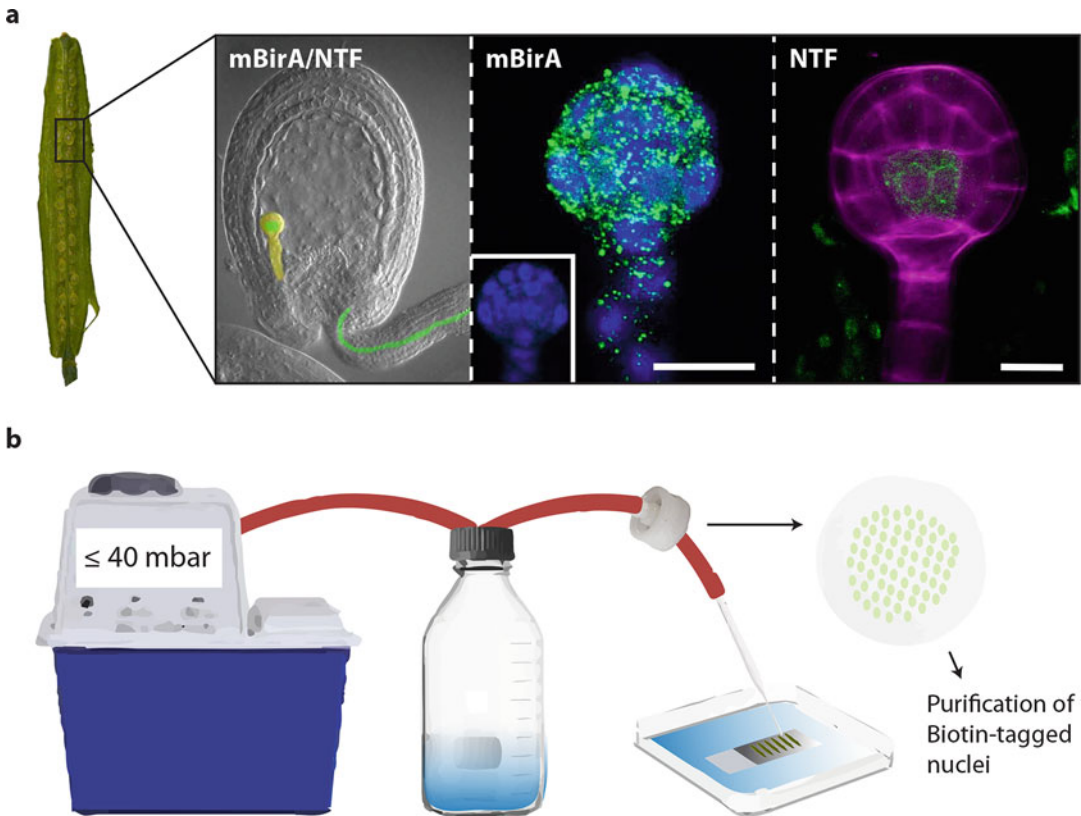 a
mBirA/NTF
mBirA
NTF
b
≤ 40 mbar
Purification of
Biotin-tagged
nuclei